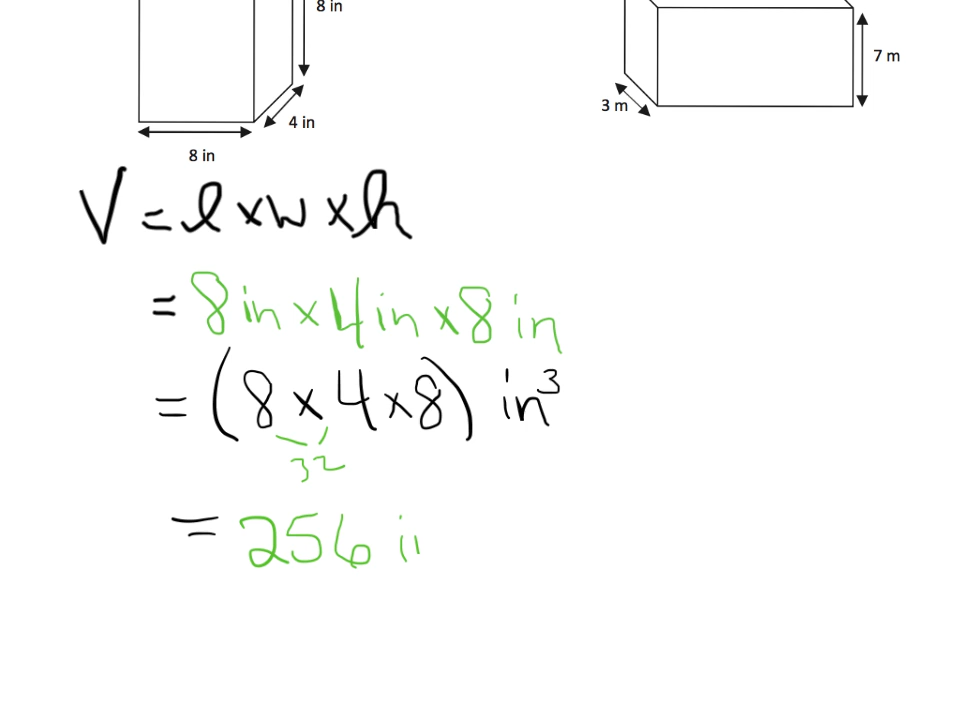 8 in
7 m
3 m
4 in
8 in
V = l x w x h
= 8 in x 4 in x 8 in
= (8 x 4 x 8) in³
32
= 256